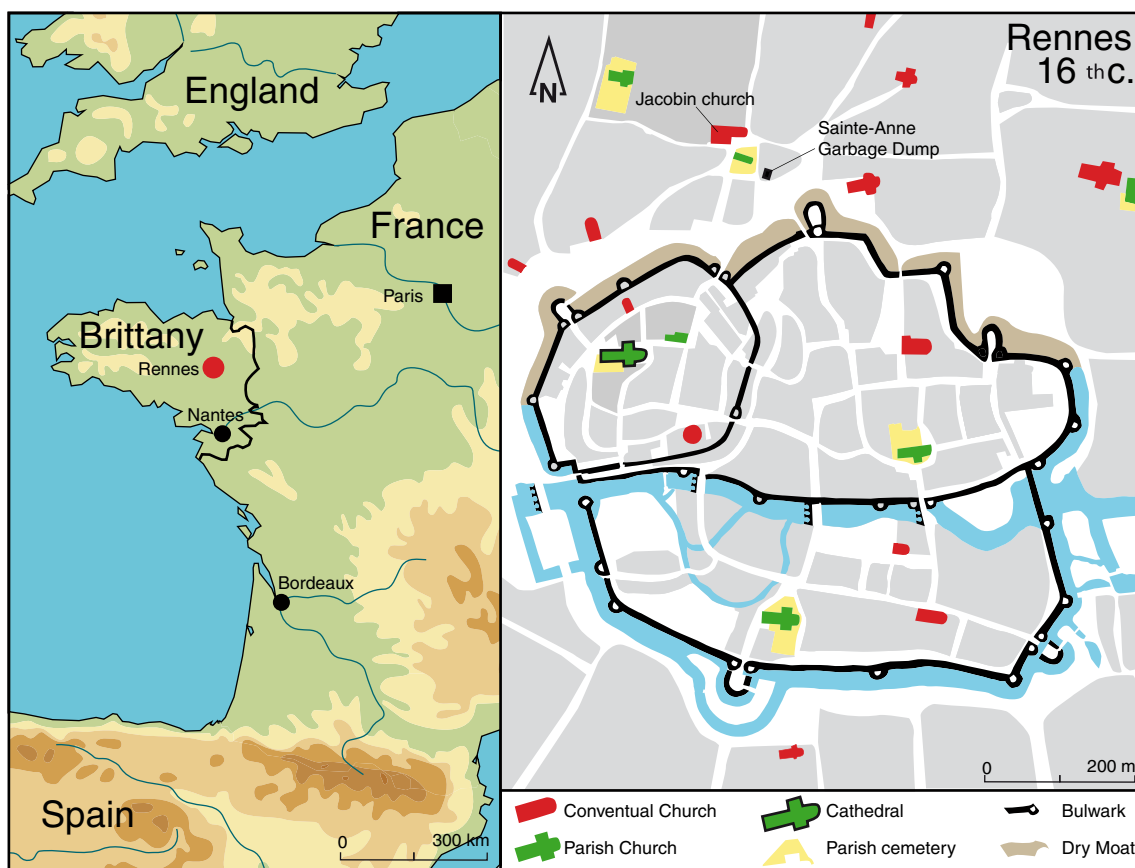 England
France
Paris
Brittany
Rennes
Nantes
Bordeaux
Spain
0 300 km
Rennes
16 th c.
N
Jacobin church
Sainte-Anne
Garbage Dump
0 200 m
Conventual Church
Cathedral
Bulwark
Parish Church
Parish cemetery
Dry Moat